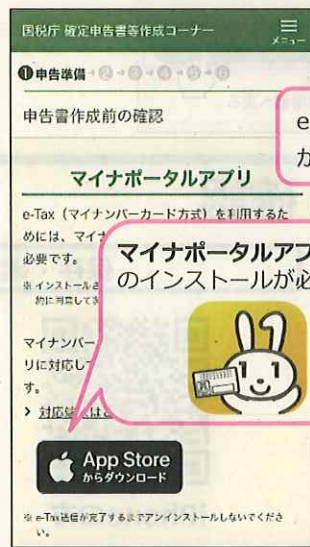 国税庁 確定申告書等作成コーナー
メニュー
❶申告準備
申告書作成前の確認
マイナポータルアプリ
e-Tax（マイナンバーカード方式）を利用するた
めには、マイナ
必要です。
※ インストール
約に同意して
マイナンバー
リに対応し
す。
> 対応
App Store
からダウンロード
※ e-Tax送信が完了するまでアンインストールしないでくださ
い。
e
か
マイナポータルアプ
のインストールが必